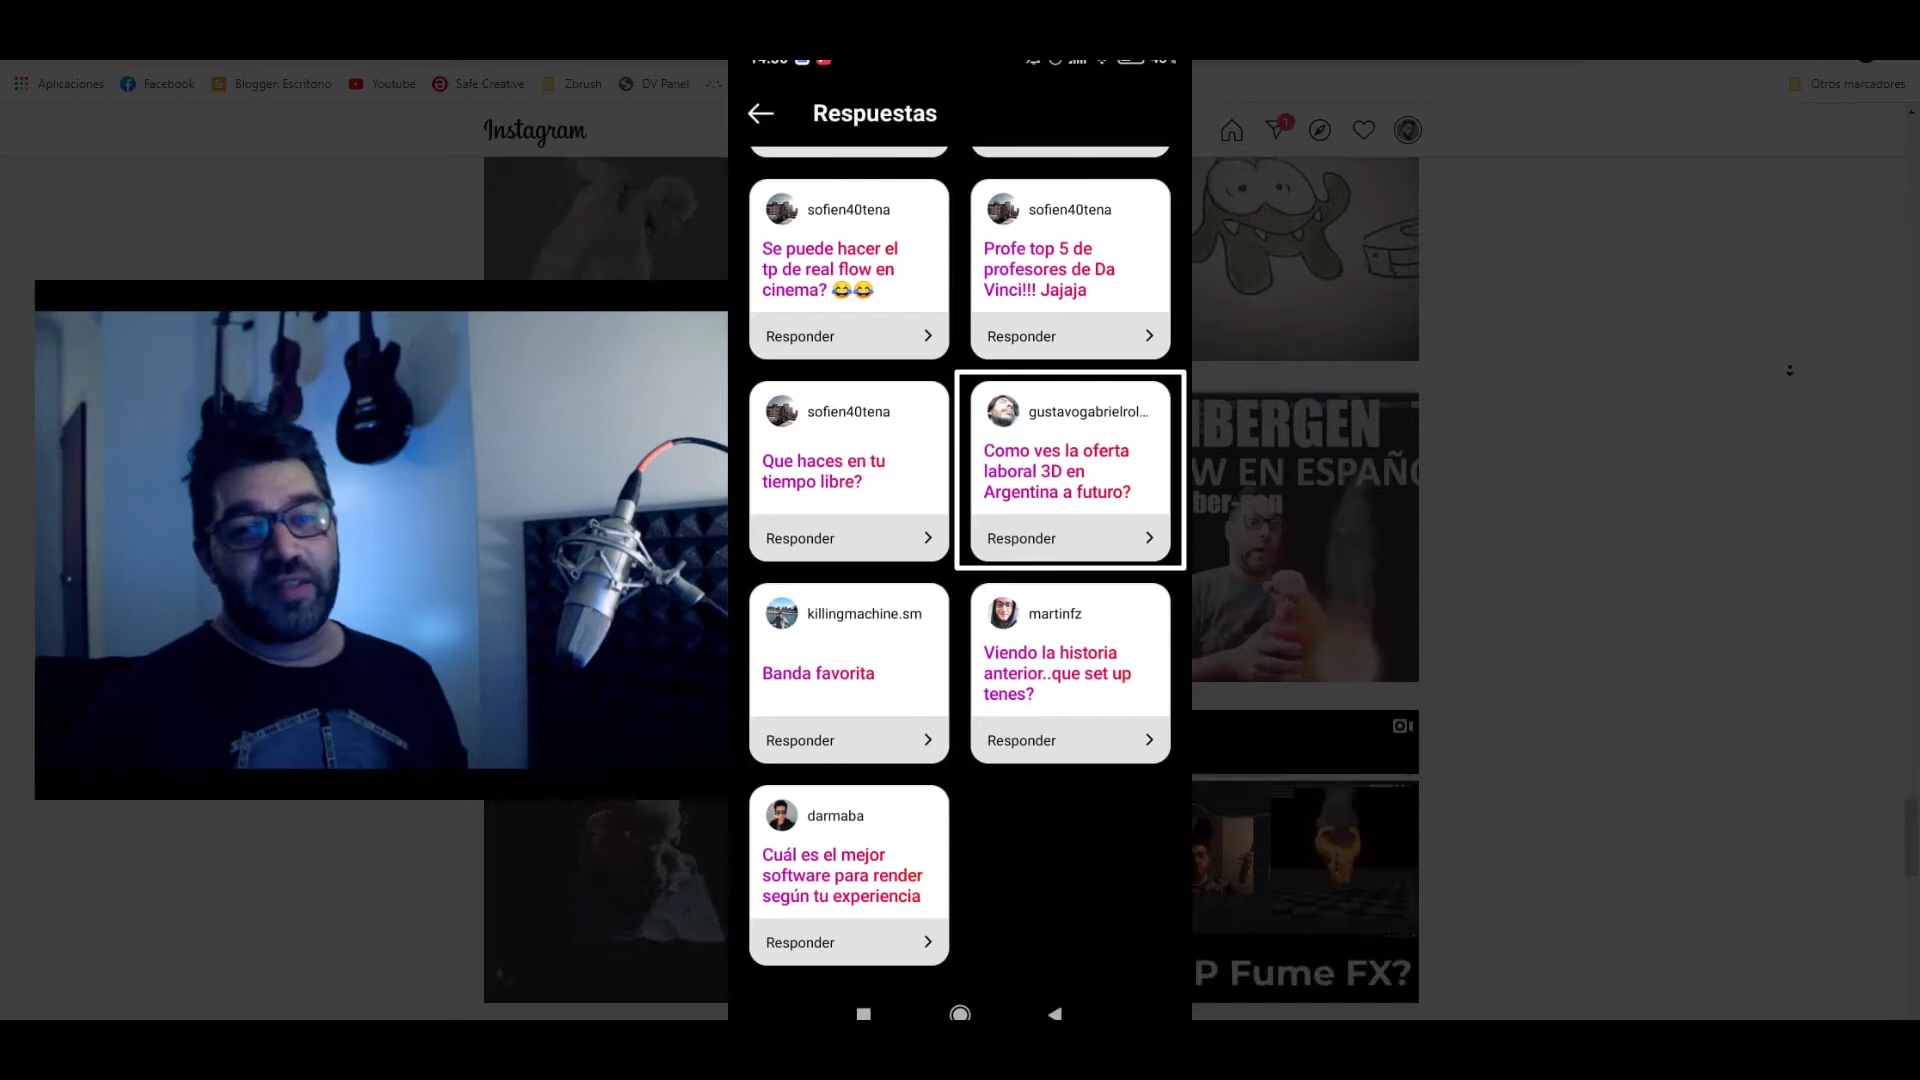 Aplicaciones
Facebook
Blogger: Escritono
Youtube
Safe Creative
Zbrush
DV Panel
Otros marcadores
Instagram
1
Respuestas
sofien40tena
Se puede hacer el
tp de real flow en
cinema? 😂😂
Responder
sofien40tena
Profe top 5 de
profesores de Da
Vinci!!! Jajaja
Responder
sofien40tena
Que haces en tu
tiempo libre?
Responder
gustavogabrielrol...
Como ves la oferta
laboral 3D en
Argentina a futuro?
Responder
killingmachine.sm
Banda favorita
Responder
martinfz
Viendo la historia
anterior..que set up
tenes?
Responder
darmaba
Cuál es el mejor
software para render
según tu experiencia
Responder
IBERGEN
W EN ESPAÑO
P Fume FX?